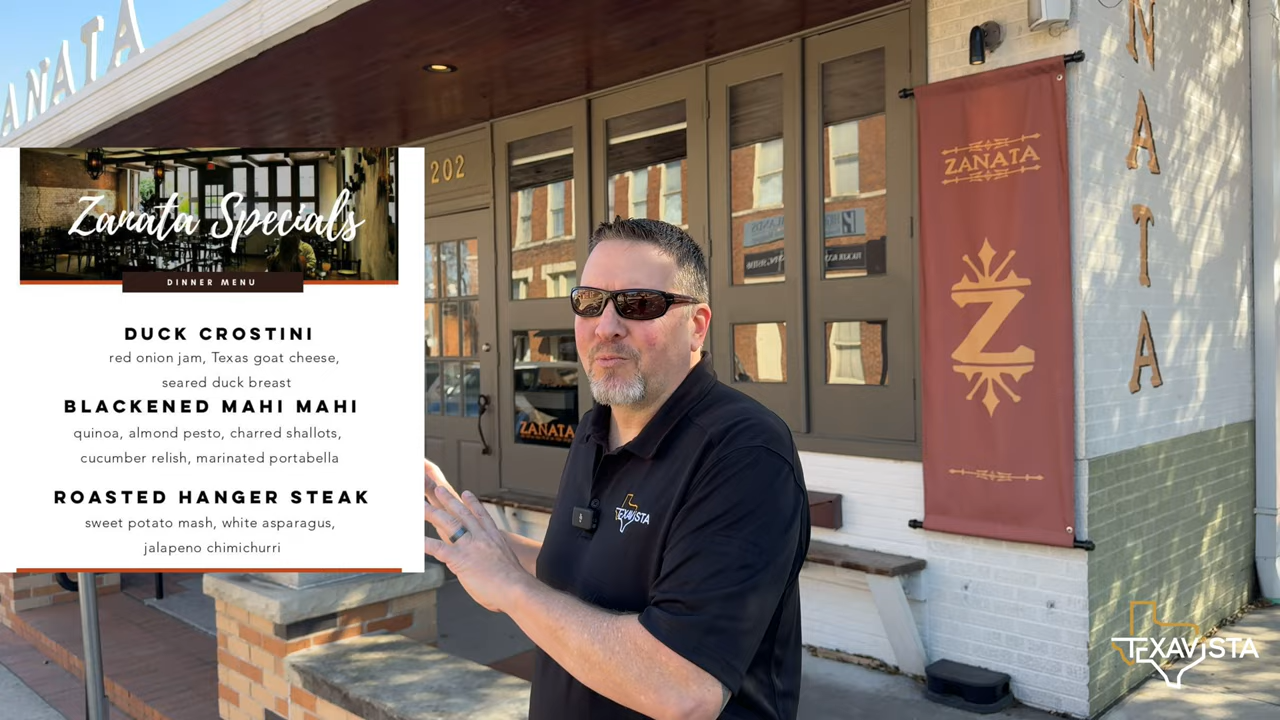 ANATA
202
Zanata Specials
DINNER MENU
DUCK CROSTINI
red onion jam, Texas goat cheese,
seared duck breast
BLACKENED MAHI MAHI
quinoa, almond pesto, charred shallots,
cucumber relish, marinated portabella
ROASTED HANGER STEAK
sweet potato mash, white asparagus,
jalapeno chimichurri
ZANATA
TEXAVISTA
ZANATA
Z
NATA
TEXAVISTA